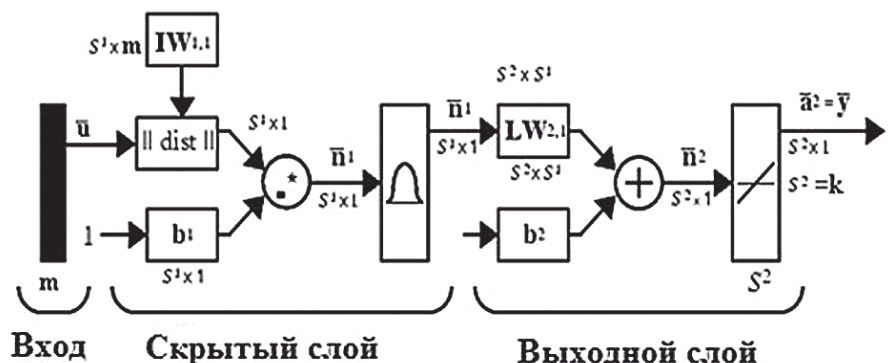 S¹×m
IW₁,₁
ū
|| dist ||
S¹×1
.*
n̄¹
S¹×1
1
b¹
S¹×1
m
n̄¹
S¹×1
S²×S¹
LW₂,₁
S²×S¹
b²
n̄²
S²×1
ā²=ȳ
S²×1
S²=k
S²
Вход
Скрытый слой
Выходной слой